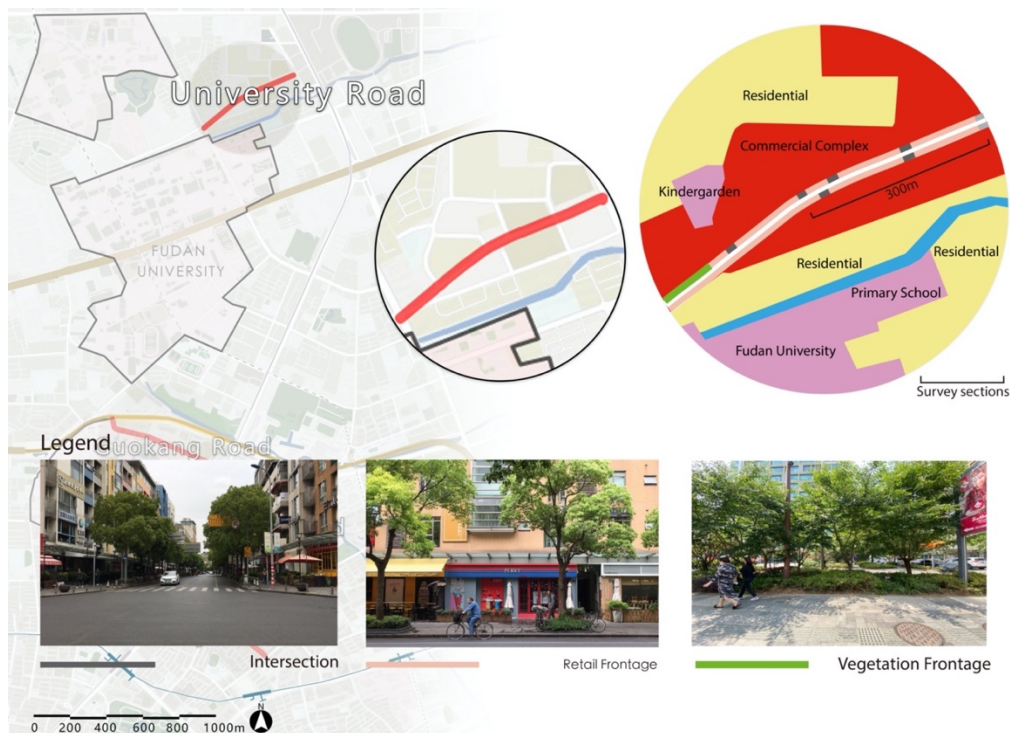 University Road
Residential
Commercial Complex
Kindergarden
300m
FUDAN
UNIVERSITY
Residential
Residential
Primary School
Fudan University
Survey sections
Legend
Guokang Road
Intersection
Retail Frontage
Vegetation Frontage
N
0 200 400 600 800 1000m